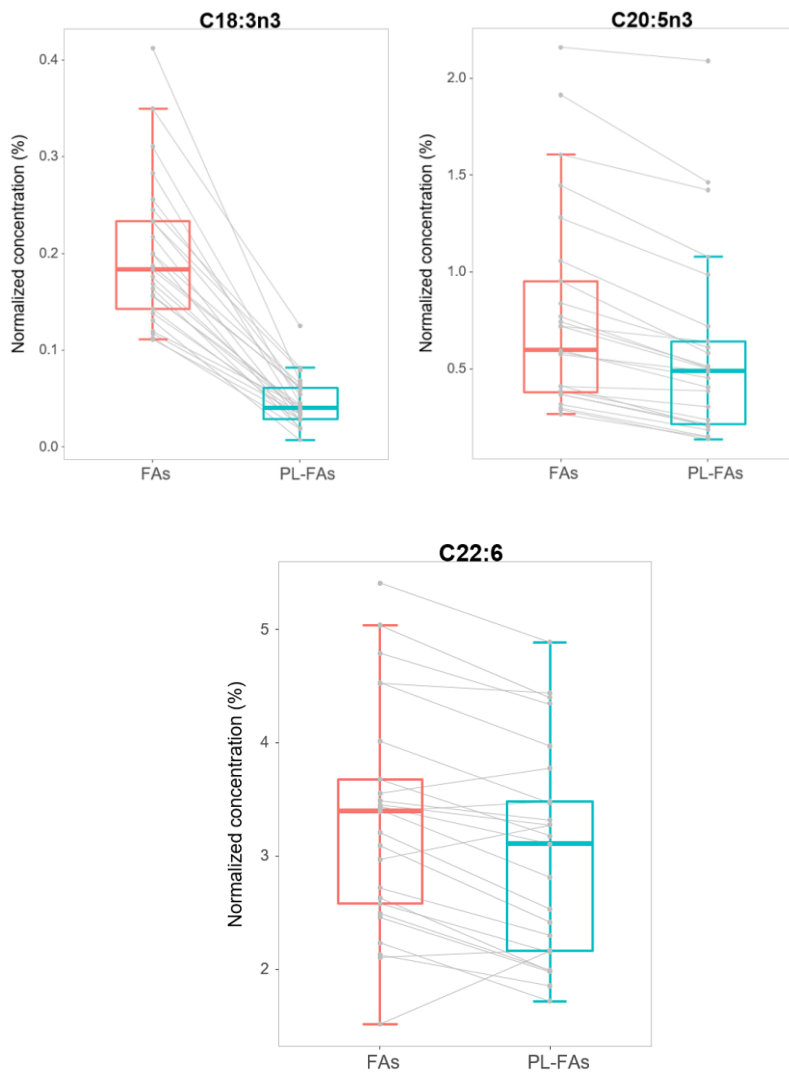 C18:3n3
Normalized concentration (%)
0.4
0.3
0.2
0.1
0.0
FAs PL-FAs
C20:5n3
Normalized concentration (%)
2.0
1.5
1.0
0.5
FAs PL-FAs
C22:6
Normalized concentration (%)
5
4
3
2
FAs PL-FAs